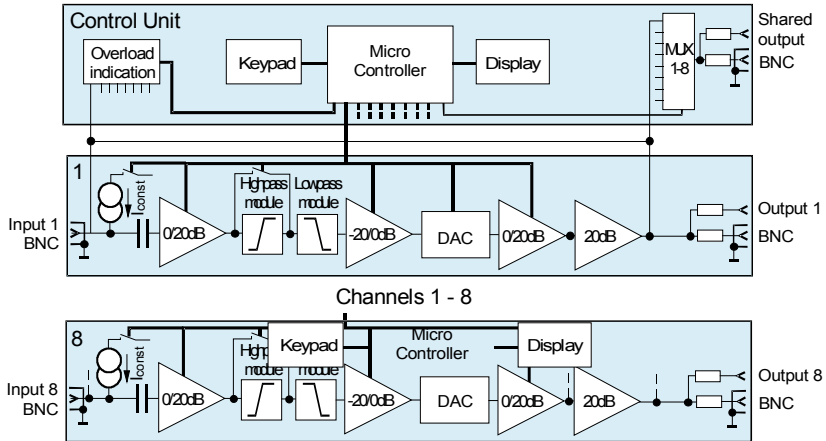 Control Unit
Overload
indication
Keypad
Micro
Controller
Display
MUX
1-8
Shared
output
BNC
1
Iconst
Input 1
BNC
0/20dB
Highpass
module
Lowpass
module
-20/0dB
DAC
0/20dB
20dB
Output 1
BNC
Channels 1 - 8
8
Iconst
Input 8
BNC
0/20dB
Highpass
module
module
Keypad
Micro
Controller
Display
-20/0dB
DAC
0/20dB
20dB
Output 8
BNC